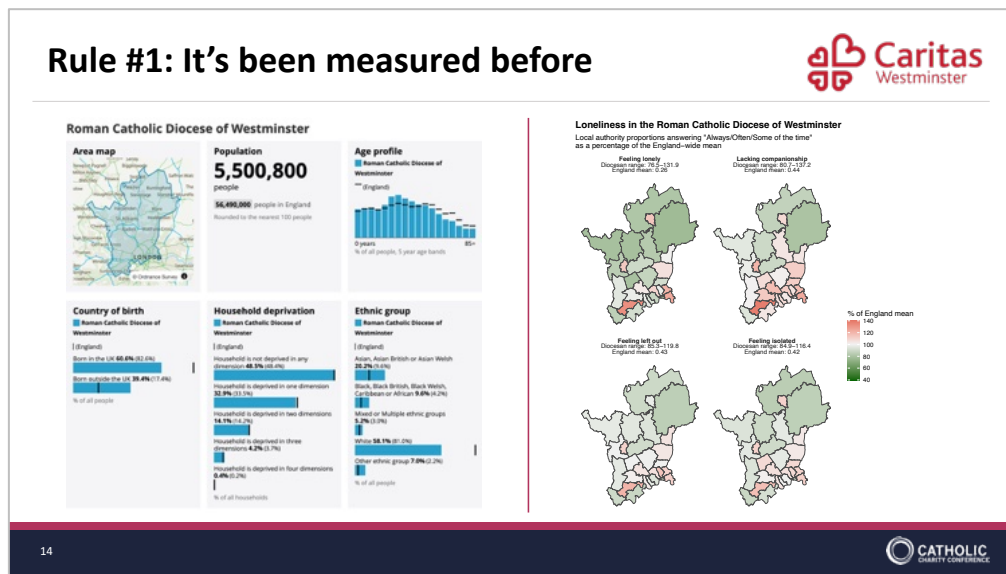 Rule #1: It's been measured before
Caritas
Westminster
Roman Catholic Diocese of Westminster
Area map
LONDON
© Ordnance Survey
Population
5,500,800
people
56,490,000 people in England
Rounded to the nearest 100 people
Age profile
Roman Catholic Diocese of
Westminster
(England)
0 years
85+
% of all people, 5 year age bands
Country of birth
Roman Catholic Diocese of
Westminster
(England)
Born in the UK 60.6% (82.6%)
Born outside the UK 39.4% (17.4%)
% of all people
Household deprivation
Roman Catholic Diocese of
Westminster
(England)
Household is not deprived in any
dimension 48.5% (48.4%)
Household is deprived in one dimension
32.9% (33.5%)
Household is deprived in two dimensions
14.1% (14.2%)
Household is deprived in three
dimensions 4.2% (3.7%)
Household is deprived in four dimensions
0.4% (0.2%)
% of all households
Ethnic group
Roman Catholic Diocese of
Westminster
(England)
Asian, Asian British or Asian Welsh
20.2% (9.6%)
Black, Black British, Black Welsh,
Caribbean or African 9.6% (4.2%)
Mixed or Multiple ethnic groups
5.2% (3.0%)
White 58.1% (81.0%)
Other ethnic group 7.0% (2.2%)
% of all people
Loneliness in the Roman Catholic Diocese of Westminster
Local authority proportions answering "Always/Often/Some of the time"
as a percentage of the England-wide mean
Feeling lonely
Diocesan range: 76.5-131.9
England mean: 0.26
Lacking companionship
Diocesan range: 80.7-137.2
England mean: 0.44
Feeling left out
Diocesan range: 85.3-119.8
England mean: 0.43
Feeling isolated
Diocesan range: 84.9-116.4
England mean: 0.42
% of England mean
140
120
100
80
60
40
14
CATHOLIC
CHARITY CONFERENCE